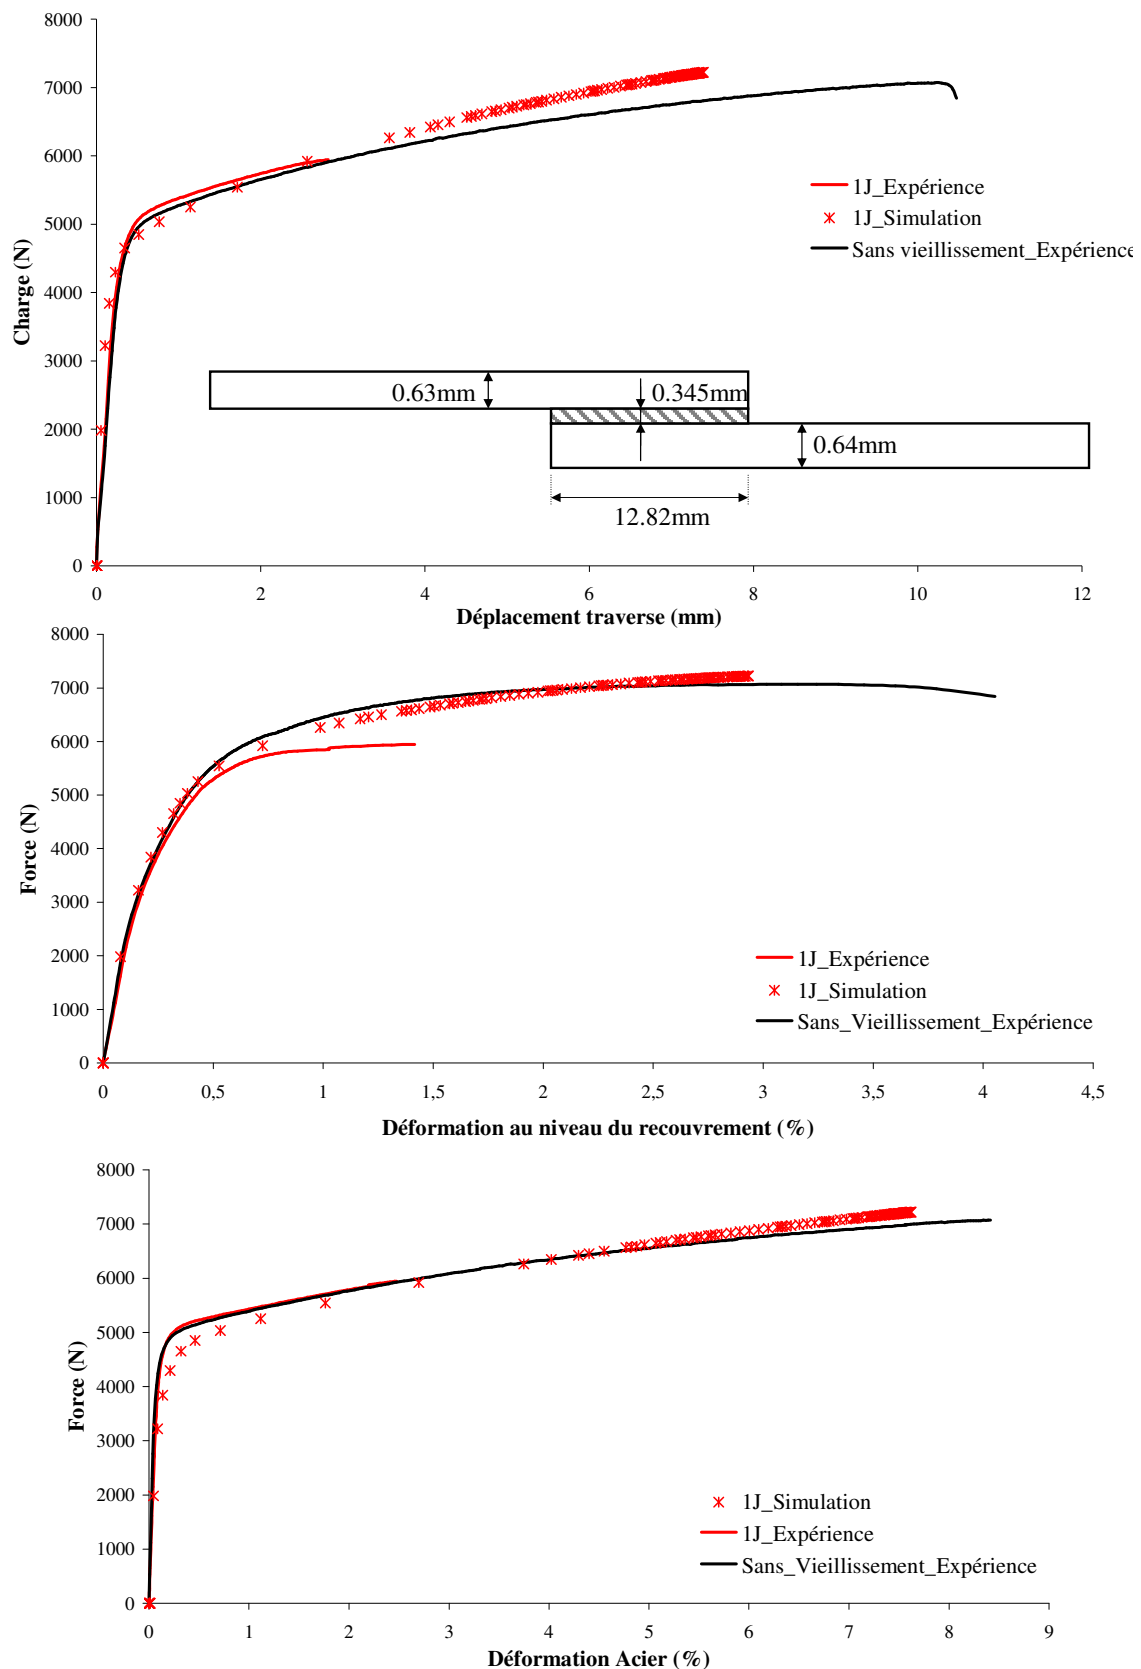 8000
7000
6000
5000
4000
3000
2000
1000
0
Charge (N)
1J_Expérience
1J_Simulation
Sans vieillissement_Expérience
0.63mm
0.345mm
0.64mm
12.82mm
0 2 4 6 8 10 12
Déplacement traverse (mm)
8000
7000
6000
5000
4000
3000
2000
1000
0
Force (N)
1J_Expérience
1J_Simulation
Sans_Vieillissement_Expérience
0 0,5 1 1,5 2 2,5 3 3,5 4 4,5
Déformation au niveau du recouvrement (%)
8000
7000
6000
5000
4000
3000
2000
1000
0
Force (N)
1J_Simulation
1J_Expérience
Sans_Vieillissement_Expérience
0 1 2 3 4 5 6 7 8 9
Déformation Acier (%)